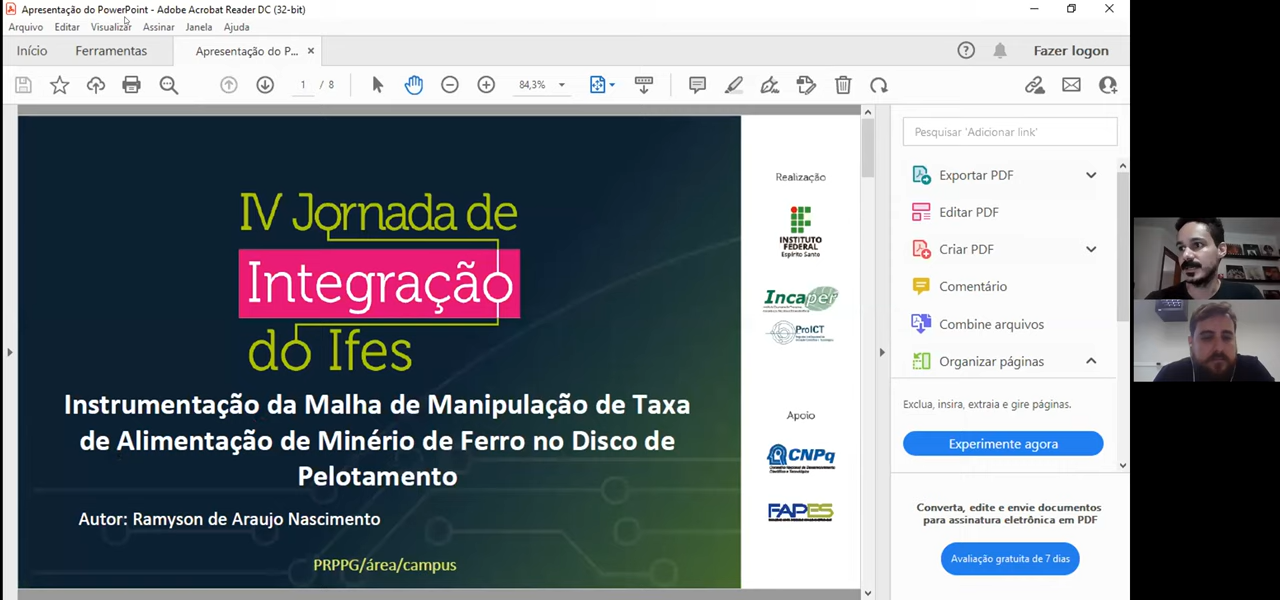 Apresentação do PowerPoint - Adobe Acrobat Reader DC (32-bit)
Arquivo Editar Visualizar Assinar Janela Ajuda
Início Ferramentas Apresentação do P... × Fazer logon
1 / 8 84,3%
IV Jornada de
Integração
do Ifes
Instrumentação da Malha de Manipulação de Taxa
de Alimentação de Minério de Ferro no Disco de
Pelotamento
Autor: Ramyson de Araujo Nascimento
PRPPG/área/campus
Realização
INSTITUTO
FEDERAL
Espírito Santo
Incaper
ProICT
Apoio
CNPq
FAPES
Pesquisar 'Adicionar link'
Exportar PDF
Editar PDF
Criar PDF
Comentário
Combine arquivos
Organizar páginas
Exclua, insira, extraia e gire páginas.
Experimente agora
Converta, edite e envie documentos
para assinatura eletrônica em PDF
Avaliação gratuita de 7 dias